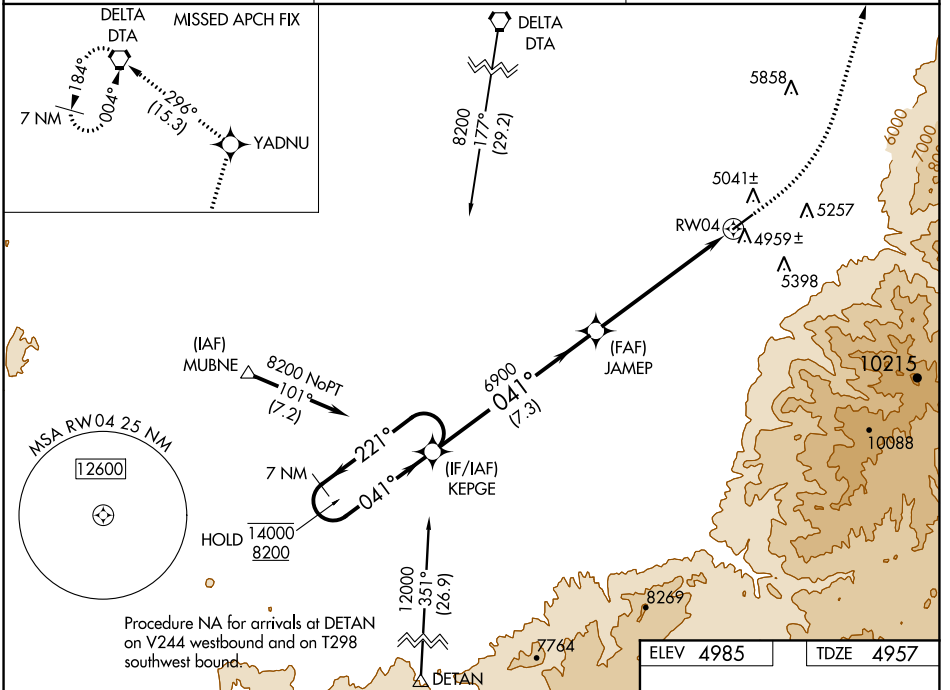 DELTA
DTA
MISSED APCH FIX
184°
004°
7 NM
296°
(15.3)
YADNU
DELTA
DTA
8200
177°
(29.2)
5858
6000
7000
5041±
RW04
5257
4959±
5398
(IAF)
MUBNE
8200 NoPT
101°
(7.2)
6900
041°
(7.3)
(FAF)
JAMEP
10215
10088
MSA RW04 25 NM
12600
221°
7 NM
041°
(IF/IAF)
KEPGE
HOLD
14000
8200
12000
351°
(26.9)
Procedure NA for arrivals at DETAN
on V244 westbound and on T298
southwest bound.
DETAN
8269
7764
ELEV 4985
TDZE 4957